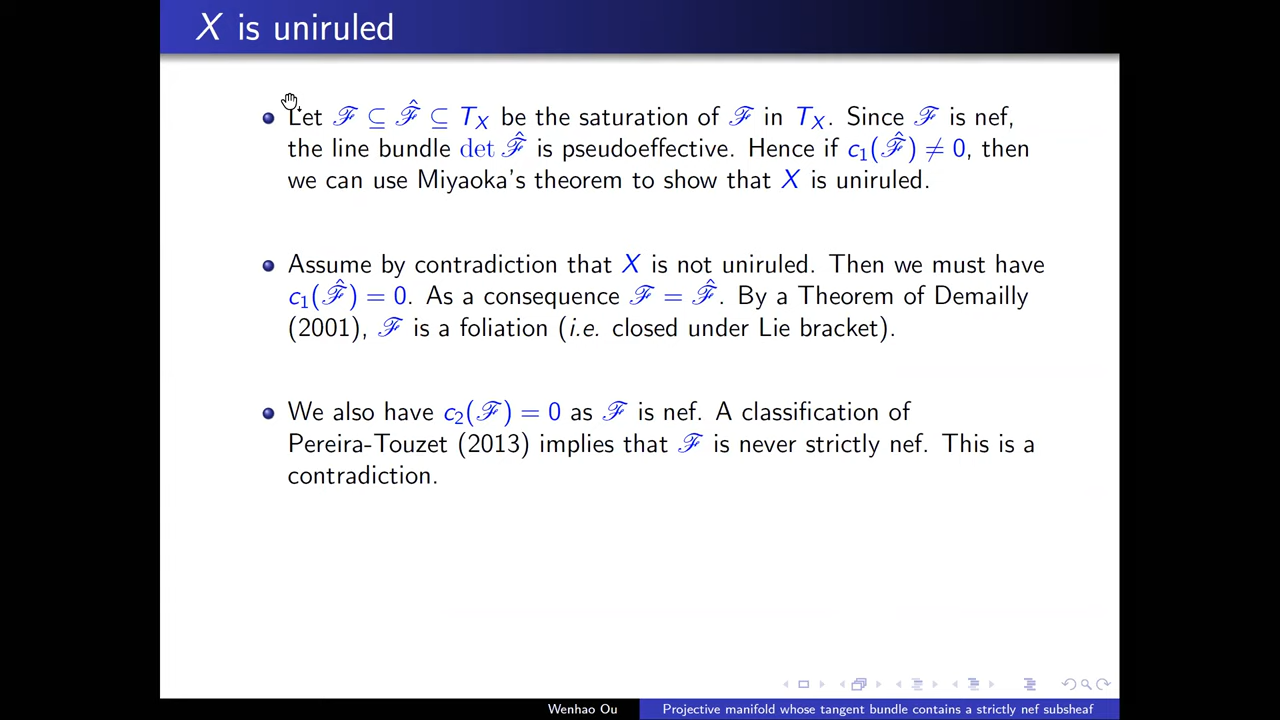 X is uniruled
Let ℱ ⊆ ℱ̂ ⊆ T_X be the saturation of ℱ in T_X. Since ℱ is nef,
the line bundle det ℱ̂ is pseudoeffective. Hence if c₁(ℱ̂) ≠ 0, then
we can use Miyaoka's theorem to show that X is uniruled.
Assume by contradiction that X is not uniruled. Then we must have
c₁(ℱ̂) = 0. As a consequence ℱ = ℱ̂. By a Theorem of Demailly
(2001), ℱ is a foliation (i.e. closed under Lie bracket).
We also have c₂(ℱ) = 0 as ℱ is nef. A classification of
Pereira-Touzet (2013) implies that ℱ is never strictly nef. This is a
contradiction.
Wenhao Ou
Projective manifold whose tangent bundle contains a strictly nef subsheaf